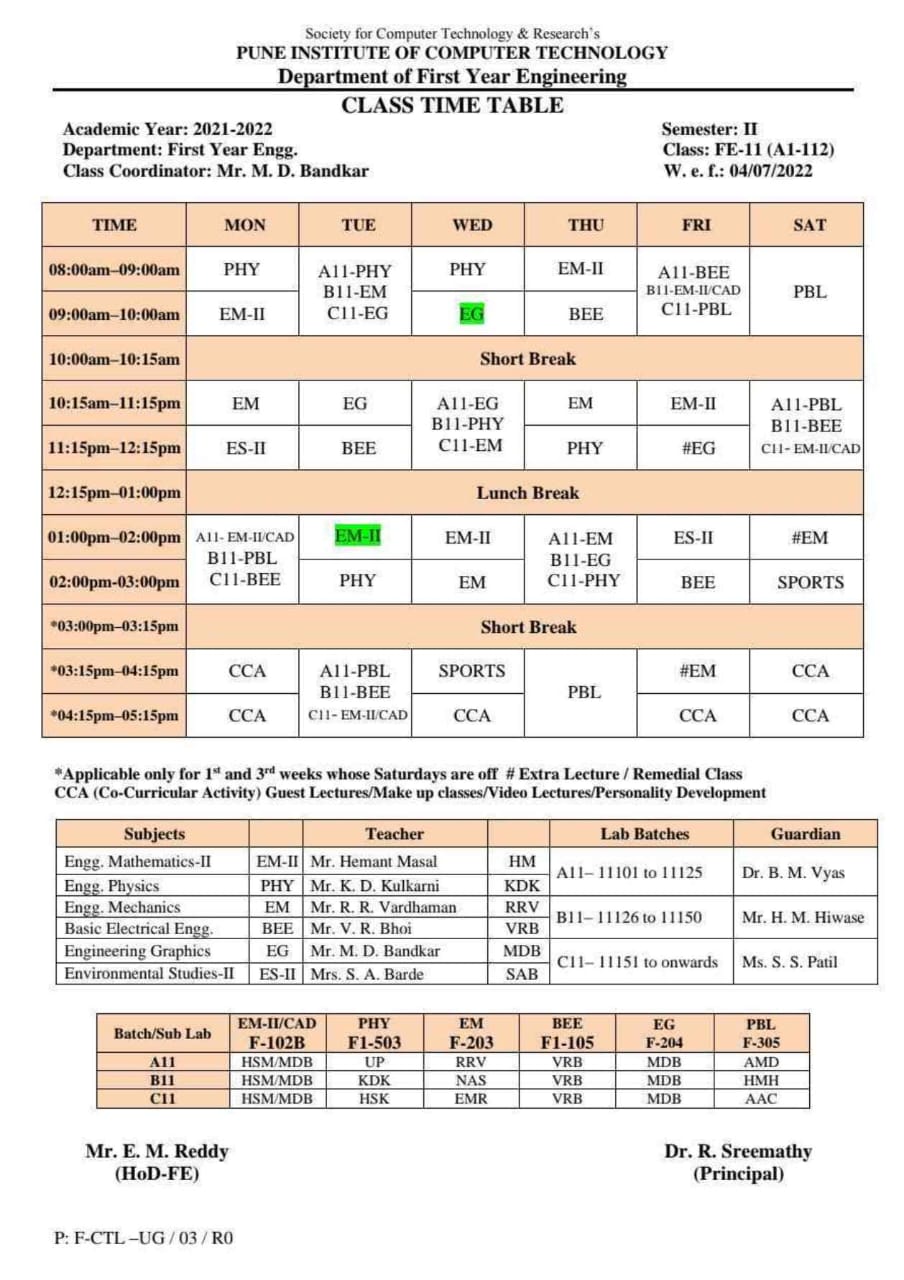 Society for Computer Technology & Research's
PUNE INSTITUTE OF COMPUTER TECHNOLOGY
Department of First Year Engineering
CLASS TIME TABLE
Academic Year: 2021-2022 Semester: II
Department: First Year Engg. Class: FE-11 (A1-112)
Class Coordinator: Mr. M. D. Bandkar W. e. f.: 04/07/2022
TIME MON TUE WED THU FRI SAT
08:00am–09:00am PHY A11-PHY B11-EM C11-EG PHY EM-II A11-BEE B11-EM-II/CAD C11-PBL PBL
09:00am–10:00am EM-II EG BEE
10:00am–10:15am Short Break
10:15am–11:15pm EM EG A11-EG B11-PHY C11-EM EM EM-II A11-PBL B11-BEE C11- EM-II/CAD
11:15pm–12:15pm ES-II BEE PHY #EG
12:15pm–01:00pm Lunch Break
01:00pm–02:00pm A11- EM-II/CAD B11-PBL C11-BEE EM-II EM-II A11-EM B11-EG C11-PHY ES-II #EM
02:00pm-03:00pm PHY EM BEE SPORTS
*03:00pm–03:15pm Short Break
*03:15pm–04:15pm CCA A11-PBL B11-BEE C11- EM-II/CAD SPORTS PBL #EM CCA
*04:15pm–05:15pm CCA CCA CCA CCA
*Applicable only for 1st and 3rd weeks whose Saturdays are off # Extra Lecture / Remedial Class
CCA (Co-Curricular Activity) Guest Lectures/Make up classes/Video Lectures/Personality Development
Subjects Teacher Lab Batches Guardian
Engg. Mathematics-II EM-II Mr. Hemant Masal HM A11– 11101 to 11125 Dr. B. M. Vyas
Engg. Physics PHY Mr. K. D. Kulkarni KDK
Engg. Mechanics EM Mr. R. R. Vardhaman RRV B11– 11126 to 11150 Mr. H. M. Hiwase
Basic Electrical Engg. BEE Mr. V. R. Bhoi VRB
Engineering Graphics EG Mr. M. D. Bandkar MDB C11– 11151 to onwards Ms. S. S. Patil
Environmental Studies-II ES-II Mrs. S. A. Barde SAB
Batch/Sub Lab EM-II/CAD F-102B PHY F1-503 EM F-203 BEE F1-105 EG F-204 PBL F-305
A11 HSM/MDB UP RRV VRB MDB AMD
B11 HSM/MDB KDK NAS VRB MDB HMH
C11 HSM/MDB HSK EMR VRB MDB AAC
Mr. E. M. Reddy Dr. R. Sreemathy
(HoD-FE) (Principal)
P: F-CTL –UG / 03 / R0